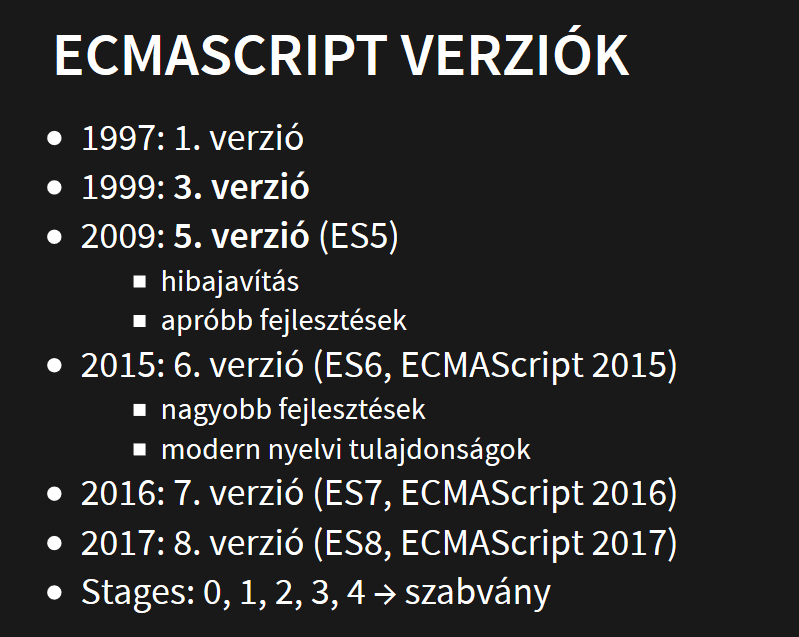 ECMASCRIPT VERZIÓK
1997: 1. verzió
1999: 3. verzió
2009: 5. verzió (ES5)
hibajavítás
apróbb fejlesztések
2015: 6. verzió (ES6, ECMAScript 2015)
nagyobb fejlesztések
modern nyelvi tulajdonságok
2016: 7. verzió (ES7, ECMAScript 2016)
2017: 8. verzió (ES8, ECMAScript 2017)
Stages: 0, 1, 2, 3, 4 → szabvány